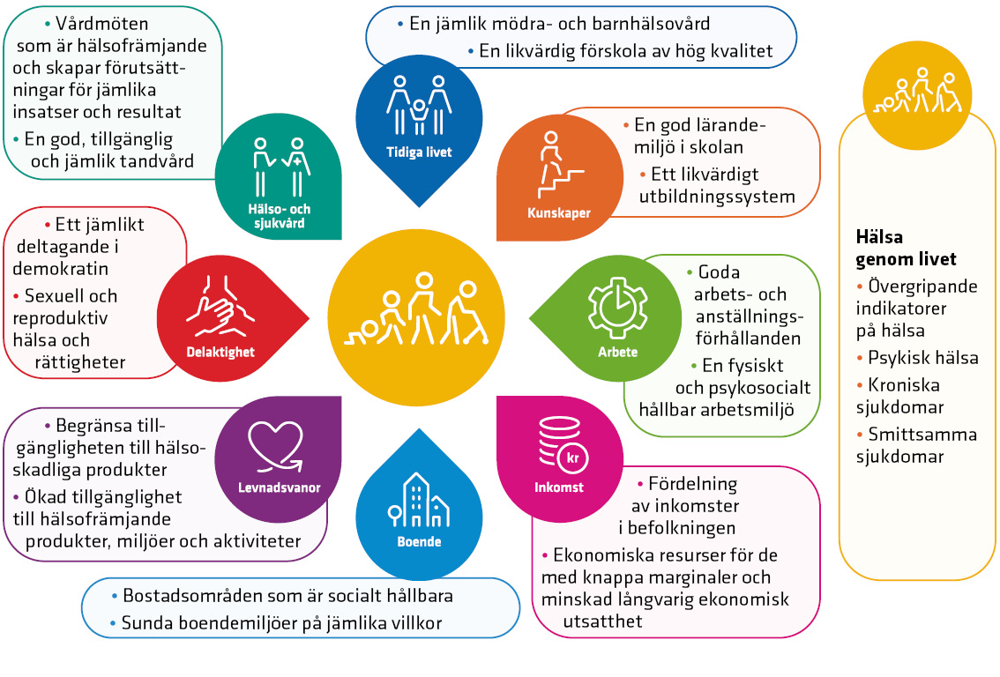 • En jämlik mödra- och barnhälsovård
• En likvärdig förskola av hög kvalitet
Tidiga livet
• En god lärande-
miljö i skolan
• Ett likvärdigt
utbildningssystem
Kunskaper
• Goda
arbets- och
anställnings-
förhållanden
• En fysiskt
och psykosocialt
hållbar arbetsmiljö
Arbete
kr
Inkomst
• Fördelning
av inkomster
i befolkningen
• Ekonomiska resurser för de
med knappa marginaler och
minskad långvarig ekonomisk
utsatthet
Boende
• Bostadsområden som är socialt hållbara
• Sunda boendemiljöer på jämlika villkor
• Begränsa till-
gängligheten till hälso-
skadliga produkter
• Ökad tillgänglighet
till hälsofrämjande
produkter, miljöer och aktiviteter
Levnadsvanor
• Ett jämlikt
deltagande i
demokratin
• Sexuell och
reproduktiv
hälsa och
rättigheter
Delaktighet
• Vårdmöten
som är hälsofrämjande
och skapar förutsätt-
ningar för jämlika
insatser och resultat
• En god, tillgänglig
och jämlik tandvård
Hälso- och
sjukvård
Hälsa
genom livet
• Övergripande
indikatorer
på hälsa
• Psykisk hälsa
• Kroniska
sjukdomar
• Smittsamma
sjukdomar